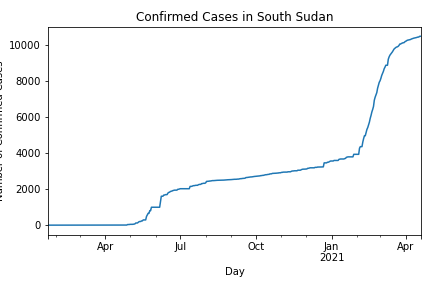 Confirmed Cases in South Sudan
Number of Confirmed Cases
10000
8000
6000
4000
2000
0
Apr
Jul
Oct
Jan
2021
Apr
Day